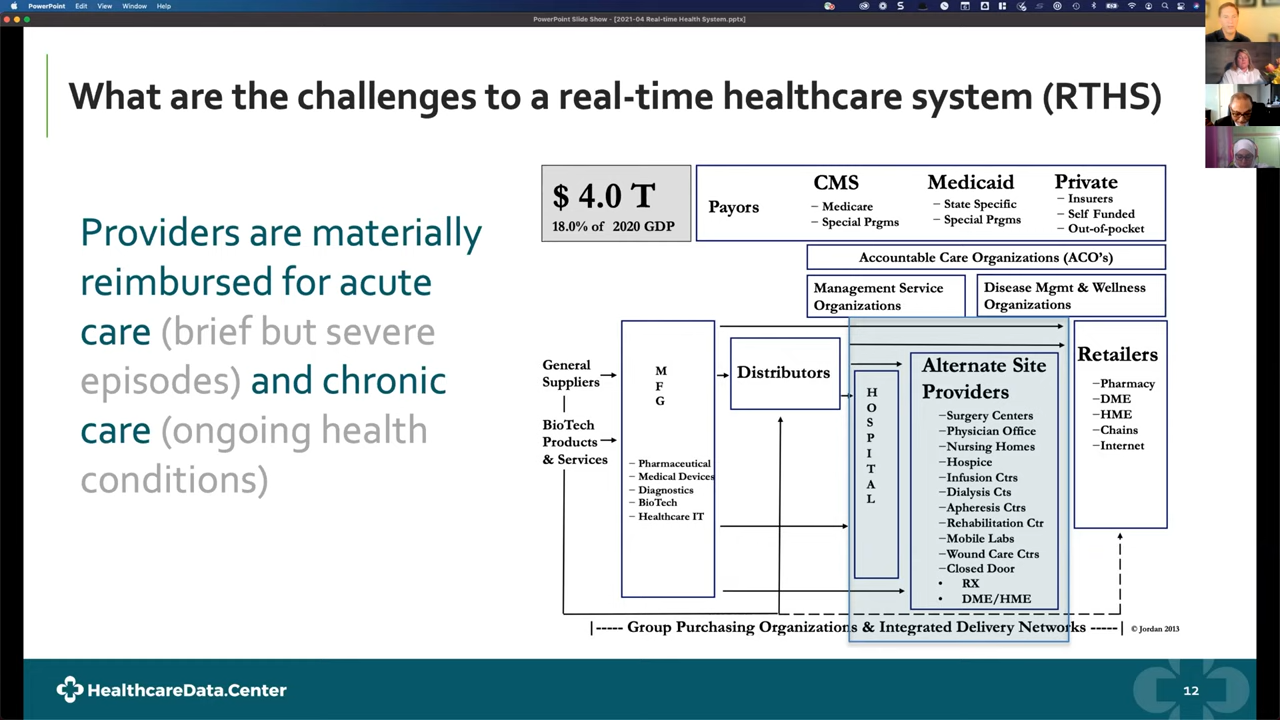 PowerPoint Edit View Window Help
PowerPoint Slide Show - [2021-04 Real-time Health System.pptx]
What are the challenges to a real-time healthcare system (RTHS)
Providers are materially
reimbursed for acute
care (brief but severe
episodes) and chronic
care (ongoing health
conditions)
$ 4.0 T
18.0% of 2020 GDP
Payors
CMS
– Medicare
– Special Prgms
Medicaid
– State Specific
– Special Prgms
Private
– Insurers
– Self Funded
– Out-of-pocket
Accountable Care Organizations (ACO's)
Management Service
Organizations
Disease Mgmt & Wellness
Organizations
General
Suppliers
BioTech
Products
& Services
M
F
G
– Pharmaceutical
– Medical Devices
– Diagnostics
– BioTech
– Healthcare IT
Distributors
H
O
S
P
I
T
A
L
Alternate Site
Providers
–Surgery Centers
–Physician Office
–Nursing Homes
–Hospice
–Infusion Ctrs
–Dialysis Cts
–Apheresis Ctrs
–Rehabilitation Ctr
–Mobile Labs
–Wound Care Ctrs
–Closed Door
• RX
• DME/HME
Retailers
–Pharmacy
–DME
–HME
–Chains
–Internet
|----- Group Purchasing Organizations & Integrated Delivery Networks -----|
© Jordan 2013
HealthcareData.Center
12